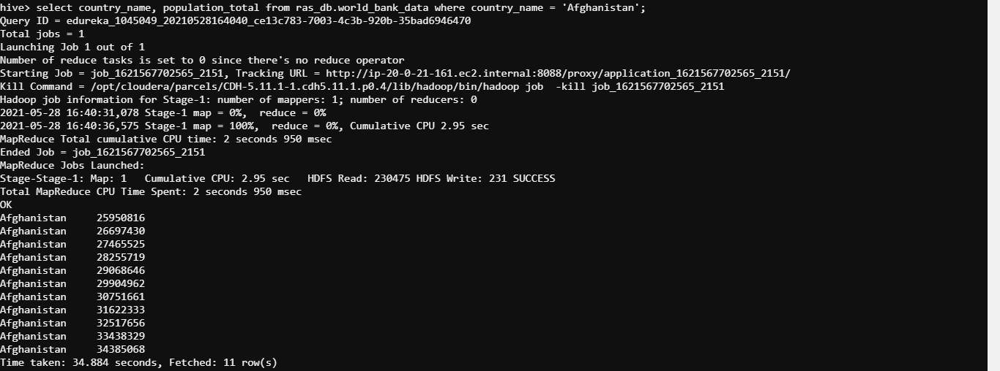 hive> select country_name, population_total from ras_db.world_bank_data where country_name = 'Afghanistan';
Query ID = edureka_1045049_20210528164040_ce13c783-7003-4c3b-920b-35bad6946470
Total jobs = 1
Launching Job 1 out of 1
Number of reduce tasks is set to 0 since there's no reduce operator
Starting Job = job_1621567702565_2151, Tracking URL = http://ip-20-0-21-161.ec2.internal:8088/proxy/application_1621567702565_2151/
Kill Command = /opt/cloudera/parcels/CDH-5.11.1-1.cdh5.11.1.p0.4/lib/hadoop/bin/hadoop job  -kill job_1621567702565_2151
Hadoop job information for Stage-1: number of mappers: 1; number of reducers: 0
2021-05-28 16:40:31,078 Stage-1 map = 0%,  reduce = 0%
2021-05-28 16:40:36,575 Stage-1 map = 100%,  reduce = 0%, Cumulative CPU 2.95 sec
MapReduce Total cumulative CPU time: 2 seconds 950 msec
Ended Job = job_1621567702565_2151
MapReduce Jobs Launched:
Stage-Stage-1: Map: 1   Cumulative CPU: 2.95 sec   HDFS Read: 230475 HDFS Write: 231 SUCCESS
Total MapReduce CPU Time Spent: 2 seconds 950 msec
OK
Afghanistan     25950816
Afghanistan     26697430
Afghanistan     27465525
Afghanistan     28255719
Afghanistan     29068646
Afghanistan     29904962
Afghanistan     30751661
Afghanistan     31622333
Afghanistan     32517656
Afghanistan     33438329
Afghanistan     34385068
Time taken: 34.884 seconds, Fetched: 11 row(s)